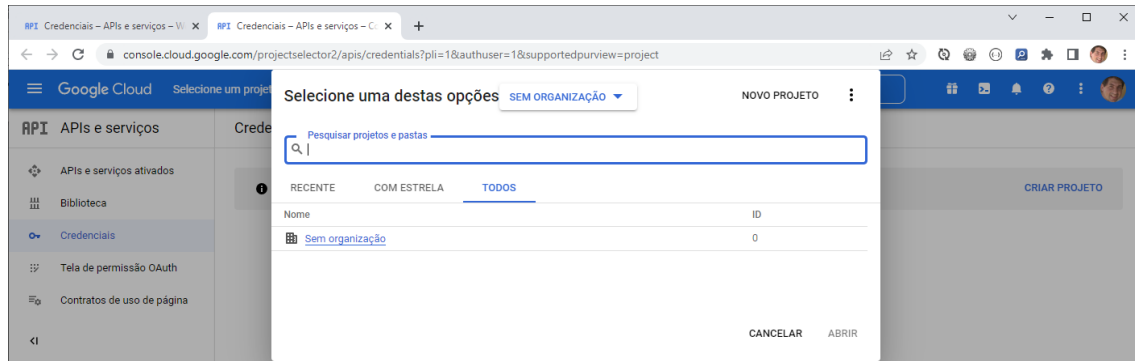 API Credenciais – APIs e serviços – W
API Credenciais – APIs e serviços – Co
console.cloud.google.com/projectselector2/apis/credentials?pli=1&authuser=1&supportedpurview=project
Google Cloud
Selecione um projet
API APIs e serviços
APIs e serviços ativados
Biblioteca
Credenciais
Tela de permissão OAuth
Contratos de uso de página
Crede
Selecione uma destas opções
SEM ORGANIZAÇÃO
NOVO PROJETO
Pesquisar projetos e pastas
RECENTE
COM ESTRELA
TODOS
Nome
ID
Sem organização
0
CANCELAR
ABRIR
CRIAR PROJETO